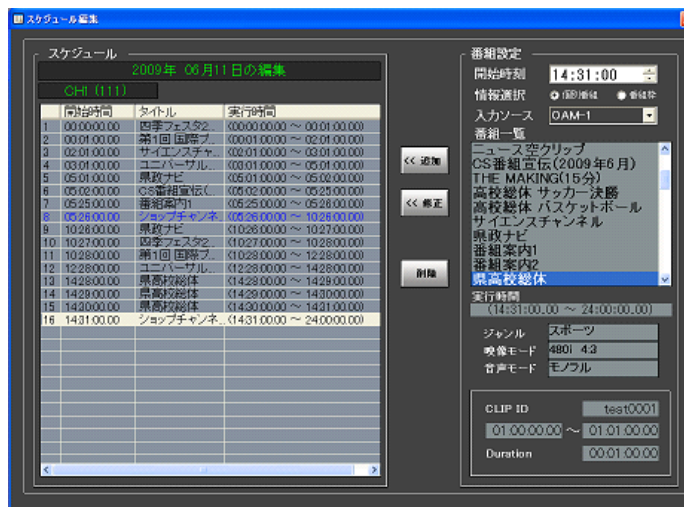 スケジュール編集
スケジュール
2009年 06月11日の編集
CH1 (111)
開始時間 タイトル 実行時間
1 00:00:00.00 四季フェスタ2... (00:00:00.00 ～ 00:01:00.00)
2 00:01:00.00 第1回 国際ブ... (00:01:00.00 ～ 02:01:00.00)
3 02:01:00.00 サイエンスチャ... (02:01:00.00 ～ 03:01:00.00)
4 03:01:00.00 ユニバーサル... (03:01:00.00 ～ 05:01:00.00)
5 05:01:00.00 県政ナビ (05:01:00.00 ～ 05:02:00.00)
6 05:02:00.00 CS番組宣伝(... (05:02:00.00 ～ 05:25:00.00)
7 05:25:00.00 番組案内1 (05:25:00.00 ～ 05:26:00.00)
8 05:26:00.00 ショップチャンネ... (05:26:00.00 ～ 10:26:00.00)
9 10:26:00.00 県政ナビ (10:26:00.00 ～ 10:27:00.00)
10 10:27:00.00 四季フェスタ2... (10:27:00.00 ～ 10:28:00.00)
11 10:28:00.00 第1回 国際ブ... (10:28:00.00 ～ 12:28:00.00)
12 12:28:00.00 ユニバーサル... (12:28:00.00 ～ 14:28:00.00)
13 14:28:00.00 県高校総体 (14:28:00.00 ～ 14:29:00.00)
14 14:29:00.00 県高校総体 (14:29:00.00 ～ 14:30:00.00)
15 14:30:00.00 県高校総体 (14:30:00.00 ～ 14:31:00.00)
16 14:31:00.00 ショップチャンネ... (14:31:00.00 ～ 24:00:00.00)
<< 追加
<< 修正
削除
番組設定
開始時刻 14:31:00
情報選択 個別番組 番組枠
入力ソース OAM-1
番組一覧
ニュース空クリップ
CS番組宣伝(2009年6月)
THE MAKING(15分)
高校総体 サッカー決勝
高校総体 バスケットボール
サイエンスチャンネル
県政ナビ
番組案内1
番組案内2
県高校総体
実行時間
(14:31:00.00 ～ 24:00:00.00)
ジャンル スポーツ
映像モード 480i 4:3
音声モード モノラル
CLIP ID test0001
01:00:00:00 ～ 01:01:00:00
Duration 00:01:00:00